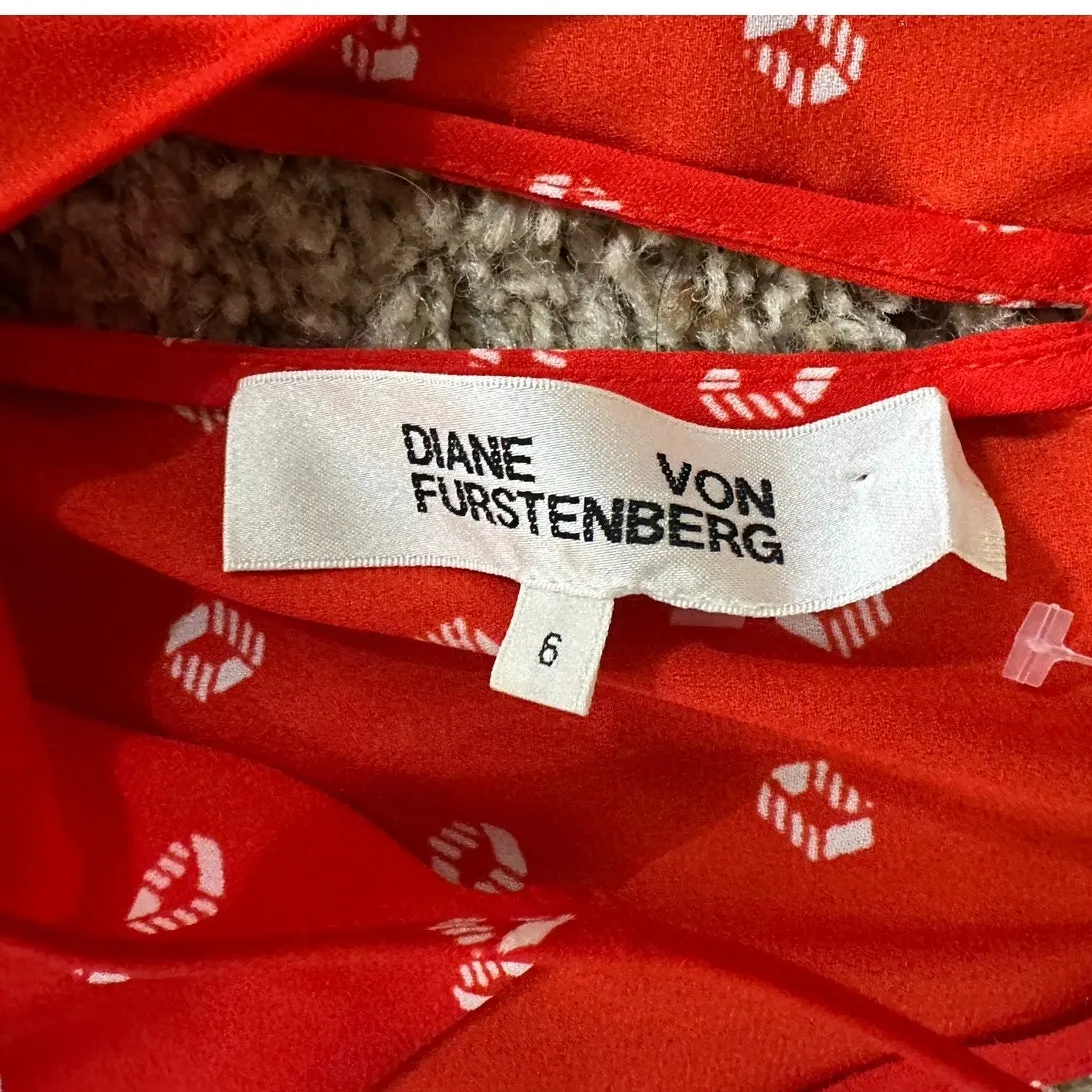 DIANE VON
FURSTENBERG
6